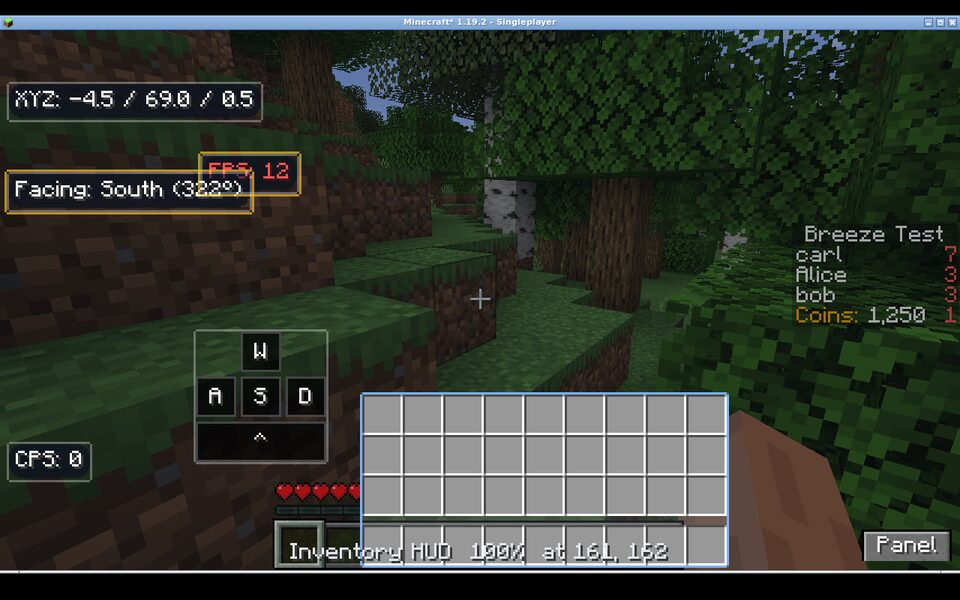 Minecraft* 1.19.2 - Singleplayer
XYZ: -4.5 / 69.0 / 0.5
FPS: 12
Facing: South (322°)
Breeze Test
carl 7
Alice 3
bob 3
Coins: 1,250 1
W
A S D
^
CPS: 0
Inventory HUD 100% at 161, 162
Panel